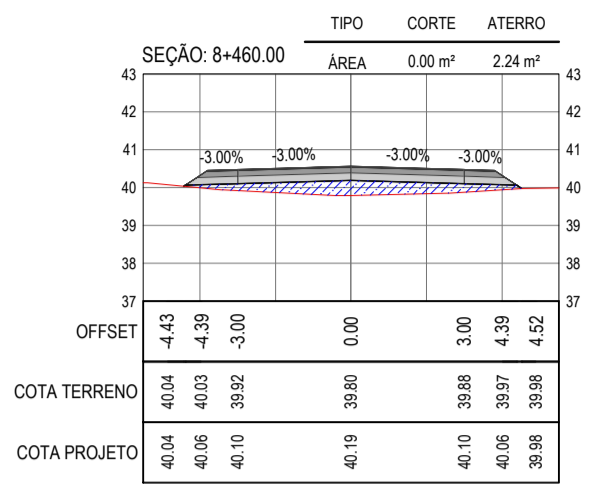 TIPO CORTE ATERRO
SEÇÃO: 8+460.00
ÁREA 0.00 m² 2.24 m²
43 43
42 42
41 41
-3.00% -3.00% -3.00% -3.00%
40 40
39 39
38 38
37 37
OFFSET -4.43 -4.39 -3.00 0.00 3.00 4.39 4.52
COTA TERRENO 40.04 40.03 39.92 39.80 39.88 39.97 39.98
COTA PROJETO 40.04 40.06 40.10 40.19 40.10 40.06 39.98